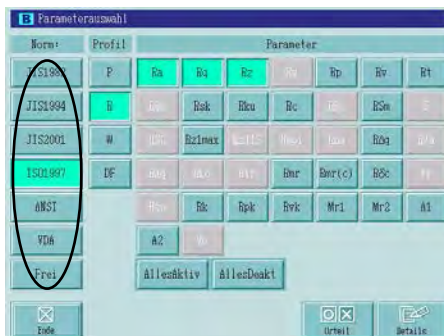 B Parameterauswahl
Norm: Profil Parameter
JIS1982 P Ra Rq Rz Rp Rv Rt
JIS1994 R Rsk Rku Rc RSm
JIS2001 W Rz1max RΔq
ISO1997 DF Rmr Rmr(c) Rδc
ANSI Rk Rpk Rvk Mr1 Mr2 A1
VDA A2 Vo
Frei AllesAktiv AllesDeakt
Ende Urteil Details